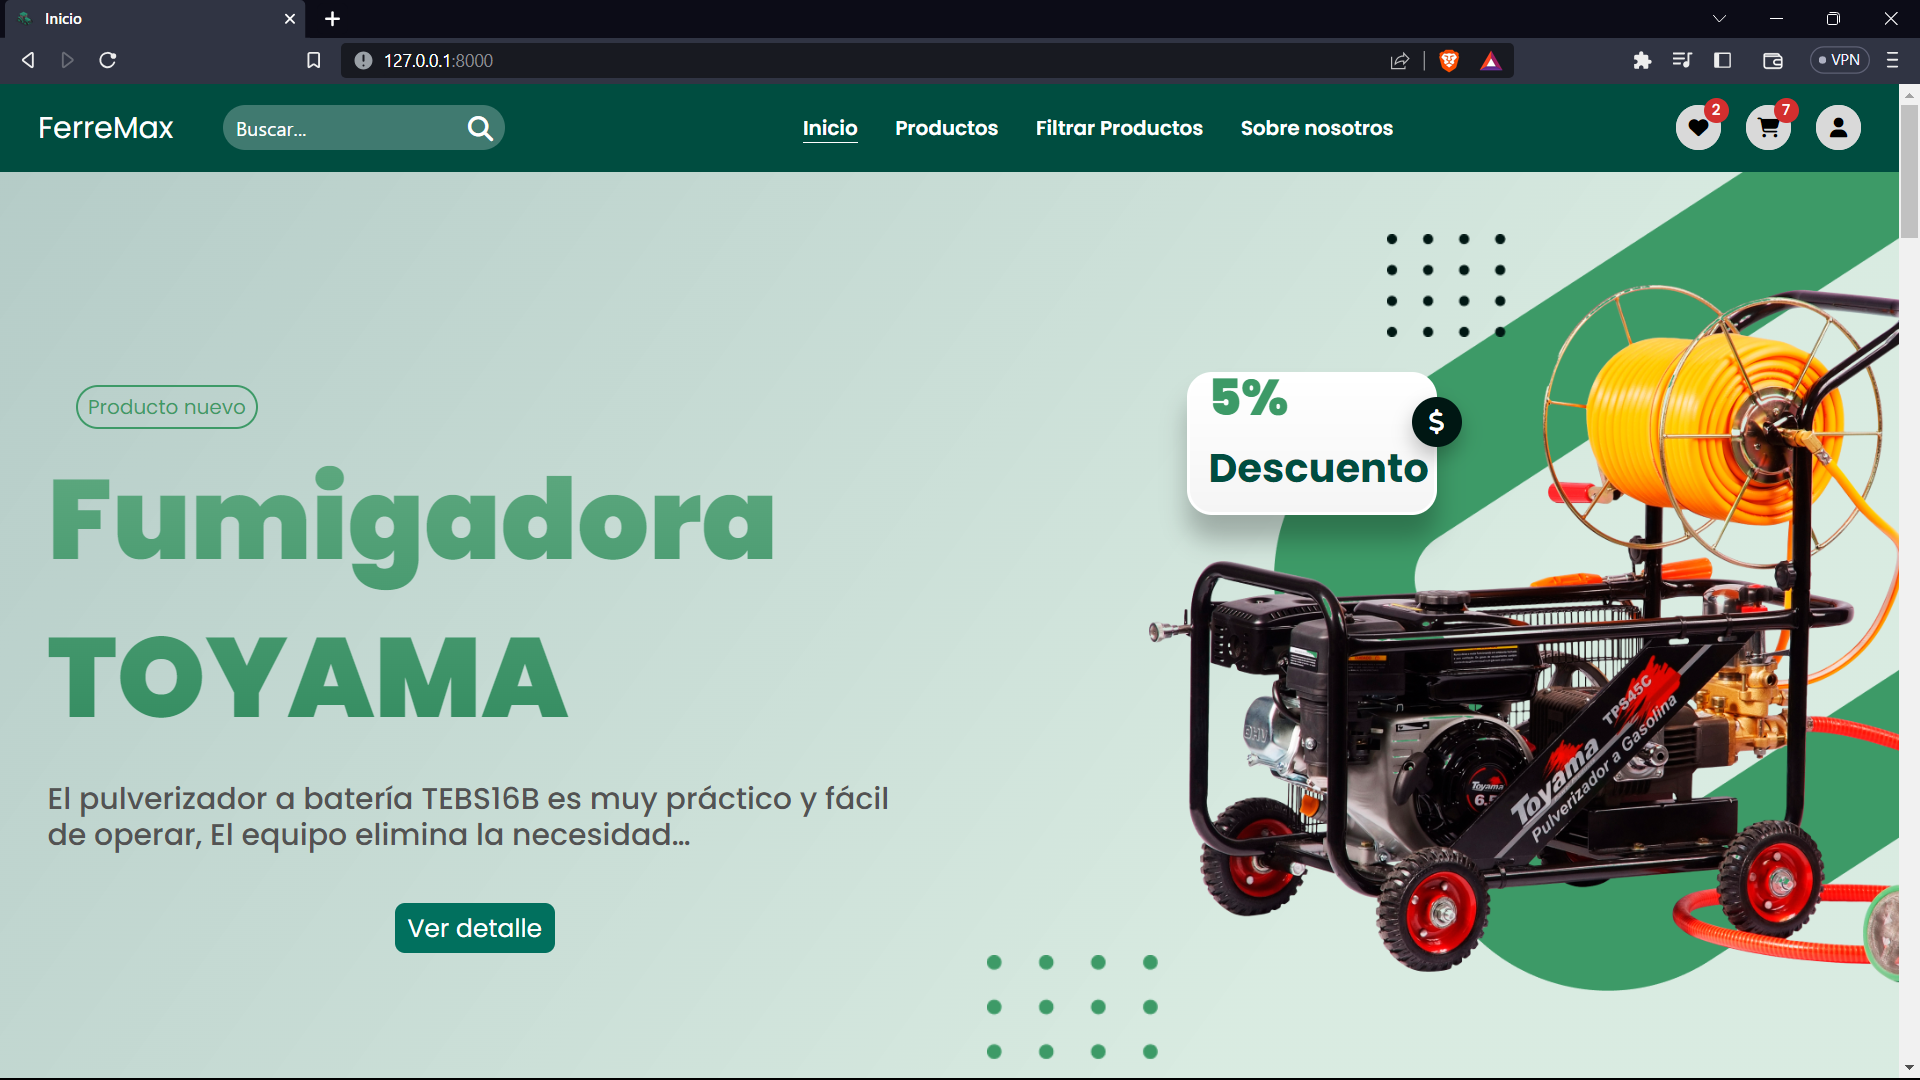 Inicio
127.0.0.1:8000
VPN
FerreMax
Buscar...
Inicio
Productos
Filtrar Productos
Sobre nosotros
2
7
Producto nuevo
Fumigadora
TOYAMA
El pulverizador a batería TEBS16B es muy práctico y fácil
de operar, El equipo elimina la necesidad...
Ver detalle
5%
$
Descuento
TPS45C
Toyama
Pulverizador a Gasolina
Toyama